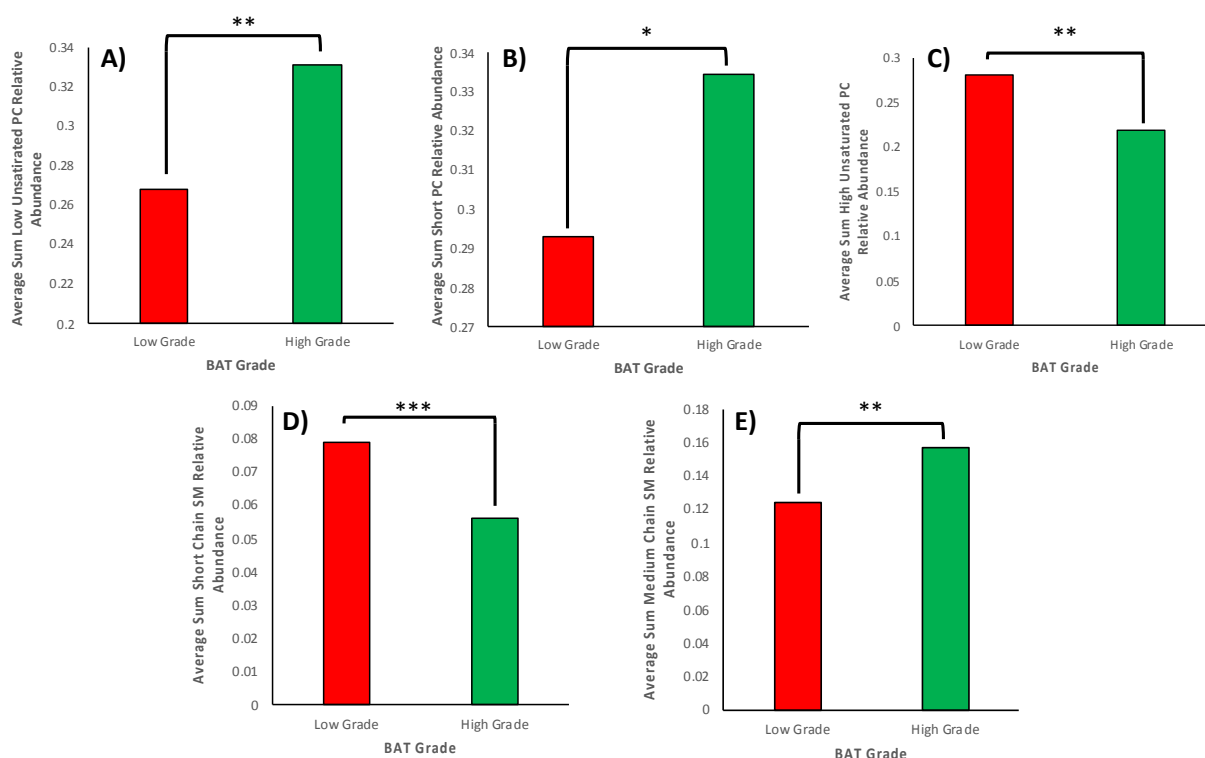 A)
**
Average Sum Low Unsatirated PC Relative
Abundance
0.34
0.32
0.3
0.28
0.26
0.24
0.22
0.2
Low Grade
High Grade
BAT Grade
B)
*
Average Sum Short PC Relative Abundance
0.34
0.33
0.32
0.31
0.3
0.29
0.28
0.27
Low Grade
High Grade
BAT Grade
C)
**
Average Sum High Unsaturated PC
Relative Abundance
0.3
0.25
0.2
0.15
0.1
0.05
0
Low Grade
High Grade
BAT Grade
D)
***
Average Sum Short Chain SM Relative
Abundance
0.09
0.08
0.07
0.06
0.05
0.04
0.03
0.02
0.01
0
Low Grade
High Grade
BAT Grade
E)
**
Average Sum Medium Chain SM Relative
Abundance
0.18
0.16
0.14
0.12
0.1
0.08
0.06
0.04
0.02
0
Low Grade
High Grade
BAT Grade